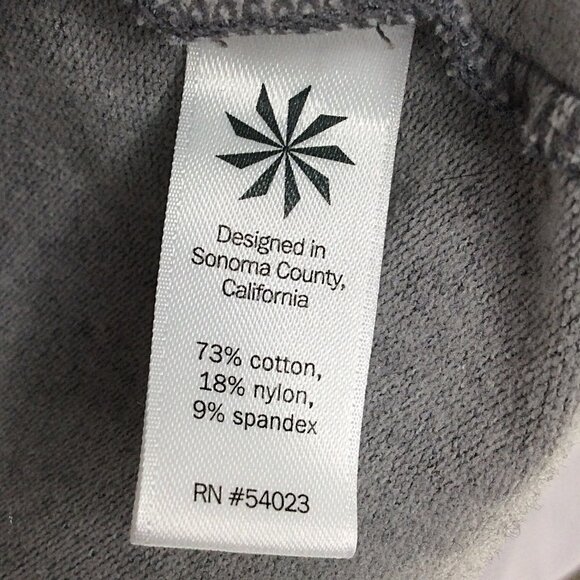 Designed in
Sonoma County,
California
73% cotton,
18% nylon,
9% spandex
RN #54023